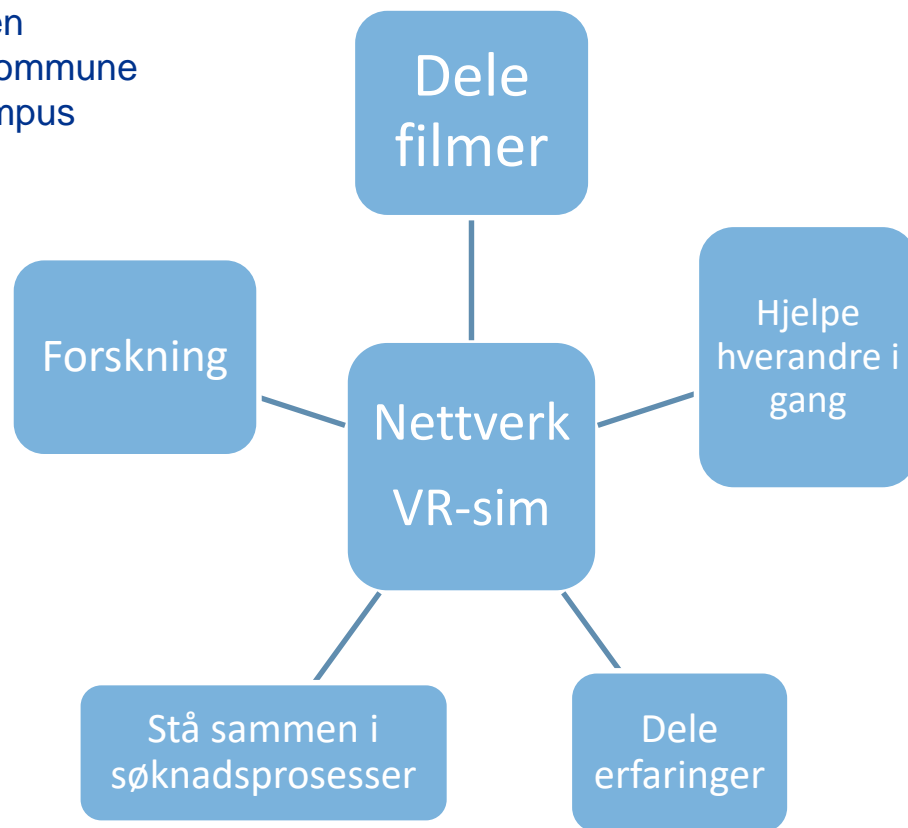 en
ommune
mpus
Dele
filmer
Hjelpe
hverandre i
gang
Forskning
Nettverk
VR-sim
Stå sammen i
søknadsprosesser
Dele
erfaringer